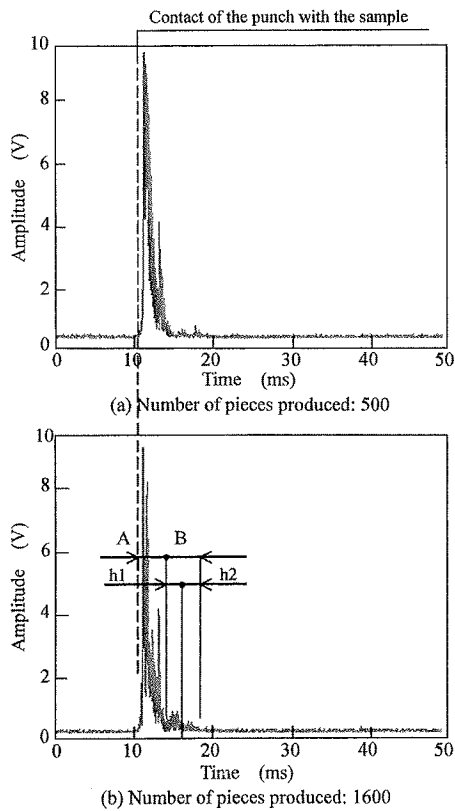 Contact of the punch with the sample
10
8
6
4
2
0
Amplitude (V)
0 10 20 30 40 50
Time (ms)
(a) Number of pieces produced: 500
10
8
6
4
2
0
Amplitude (V)
A B
h1 h2
0 10 20 30 40 50
Time (ms)
(b) Number of pieces produced: 1600